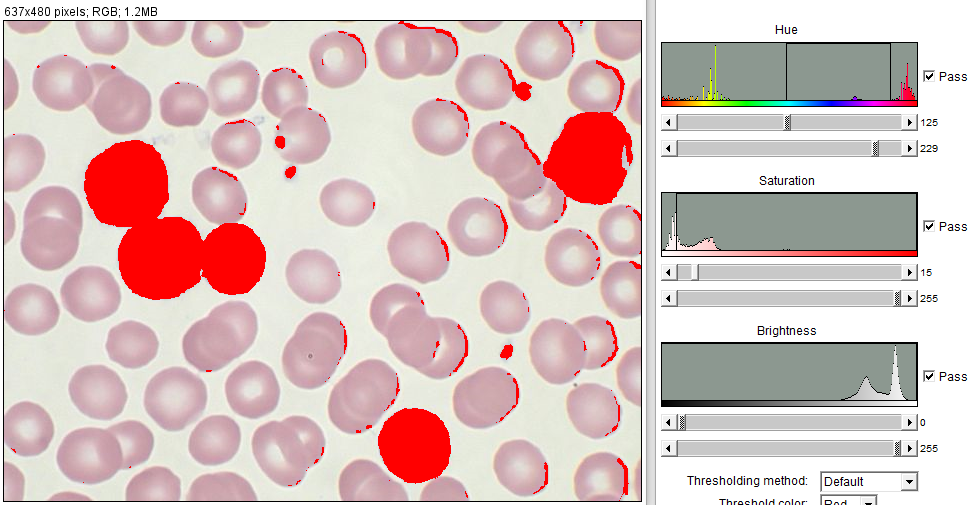 637x480 pixels; RGB; 1.2MB
Hue
Pass
125
229
Saturation
Pass
15
255
Brightness
Pass
0
255
Thresholding method: Default
Threshold color: Red